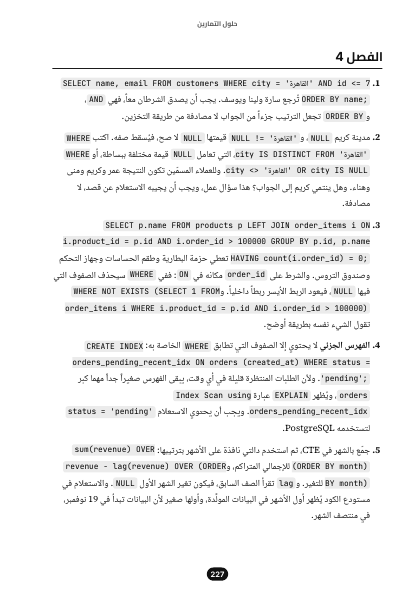 حلول التمارين
الفصل 4
1. SELECT name, email FROM customers WHERE city = 'القاهرة' AND id <= 7
ORDER BY name; تُرجع سارة ولينا ويوسف. يجب أن يصدق الشرطان معاً، فهي AND ،
و ORDER BY تجعل الترتيب جزءاً من الجواب لا مصادفة من طريقة التخزين.
2. مدينة كريم NULL ، و 'القاهرة' != NULL قيمتها NULL لا صح، فيُسقط صفه. اكتب WHERE
city IS DISTINCT FROM 'القاهرة' ، التي تعامل NULL قيمة مختلفة ببساطة، أو WHERE
city <> 'القاهرة' OR city IS NULL . وللعملاء المسمّين تكون النتيجة عمر وكريم ومنى
وهناء. وهل ينتمي كريم إلى الجواب؟ هذا سؤال عمل، ويجب أن يجيبه الاستعلام عن قصد، لا
مصادفة.
3. SELECT p.name FROM products p LEFT JOIN order_items i ON
i.product_id = p.id AND i.order_id > 100000 GROUP BY p.id, p.name
HAVING count(i.order_id) = 0; تعطي حزمة البطارية وطقم الحساسات وجهاز التحكم
وصندوق التروس. والشرط على order_id مكانه في ON : ففي WHERE سيحذف الصفوف التي
فيها NULL ، فيعود الربط الأيسر ربطاً داخلياً. و WHERE NOT EXISTS (SELECT 1 FROM
order_items i WHERE i.product_id = p.id AND i.order_id > 100000)
تقول الشيء نفسه بطريقة أوضح.
4. الفهرس الجزئي لا يحتوي إلا الصفوف التي تطابق WHERE الخاصة به: CREATE INDEX
orders_pending_recent_idx ON orders (created_at) WHERE status =
'pending'; . ولأن الطلبات المنتظرة قليلة في أي وقت، يبقى الفهرس صغيراً جداً مهما كبر
orders ، ويُظهر EXPLAIN عبارة Index Scan using
orders_pending_recent_idx . ويجب أن يحتوي الاستعلام status = 'pending'
لتستخدمه PostgreSQL.
5. جمّع بالشهر في CTE، ثم استخدم دالتي نافذة على الأشهر بترتيبها: sum(revenue) OVER
(ORDER BY month) للإجمالي المتراكم، و revenue - lag(revenue) OVER (ORDER
BY month) للتغير. و lag تقرأ الصف السابق، فيكون تغير الشهر الأول NULL . والاستعلام في
مستودع الكود يُظهر أول الأشهر في البيانات المولَّدة، وأولها صغير لأن البيانات تبدأ في 19 نوفمبر،
في منتصف الشهر.
227